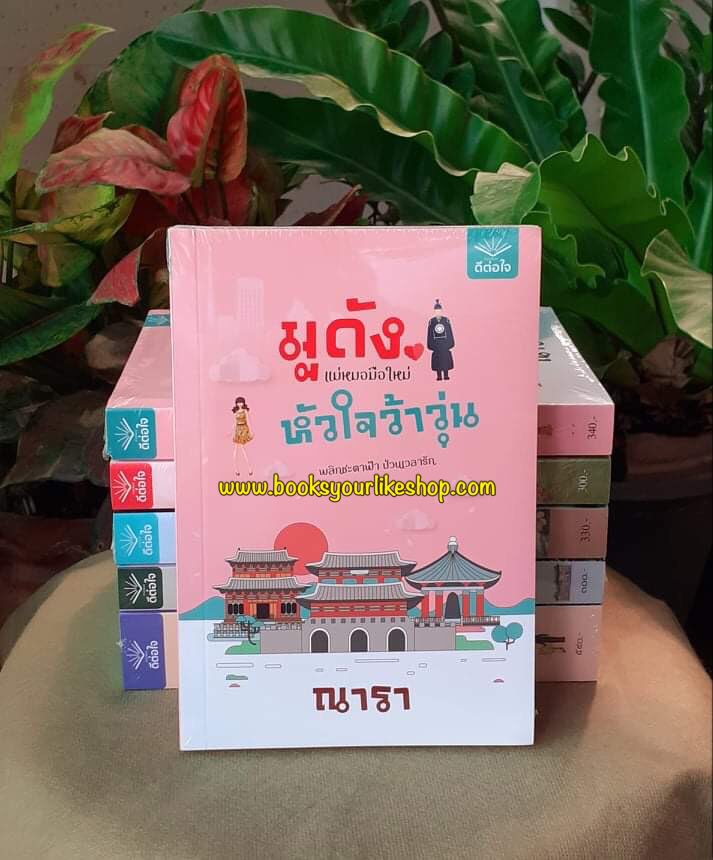 ดีต่อใจ
มูดัง
แม่หมอมือใหม่
หัวใจว้าวุ่น
พลิกชะตาฟ้า ป่วนเวลารัก
www.booksyourlikeshop.com
ณารา
ดีต่อใจ
ดีต่อใจ
ดีต่อใจ
ดีต่อใจ
ดีต่อใจ
340.-
300.-
330.-
๓๐๐.-